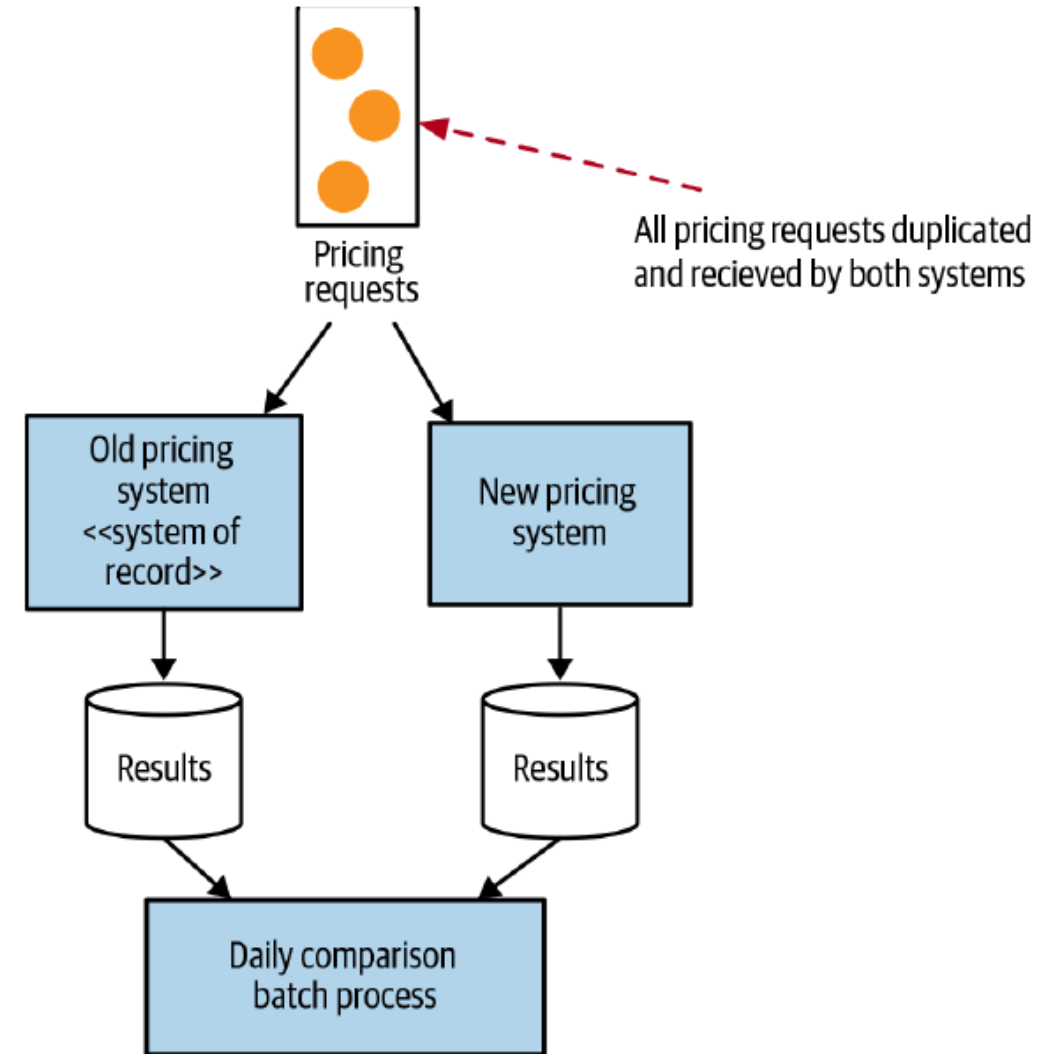 Pricing
requests
All pricing requests duplicated
and recieved by both systems
Old pricing
system
<<system of
record>>
New pricing
system
Results
Results
Daily comparison
batch process